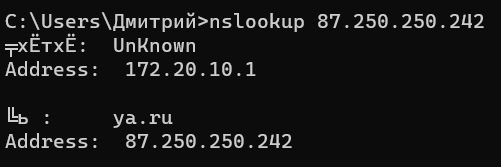 C:\Users\Дмитрий>nslookup 87.250.250.242
╤хЁтхЁ:  UnKnown
Address:  172.20.10.1

╚ь :     ya.ru
Address:  87.250.250.242